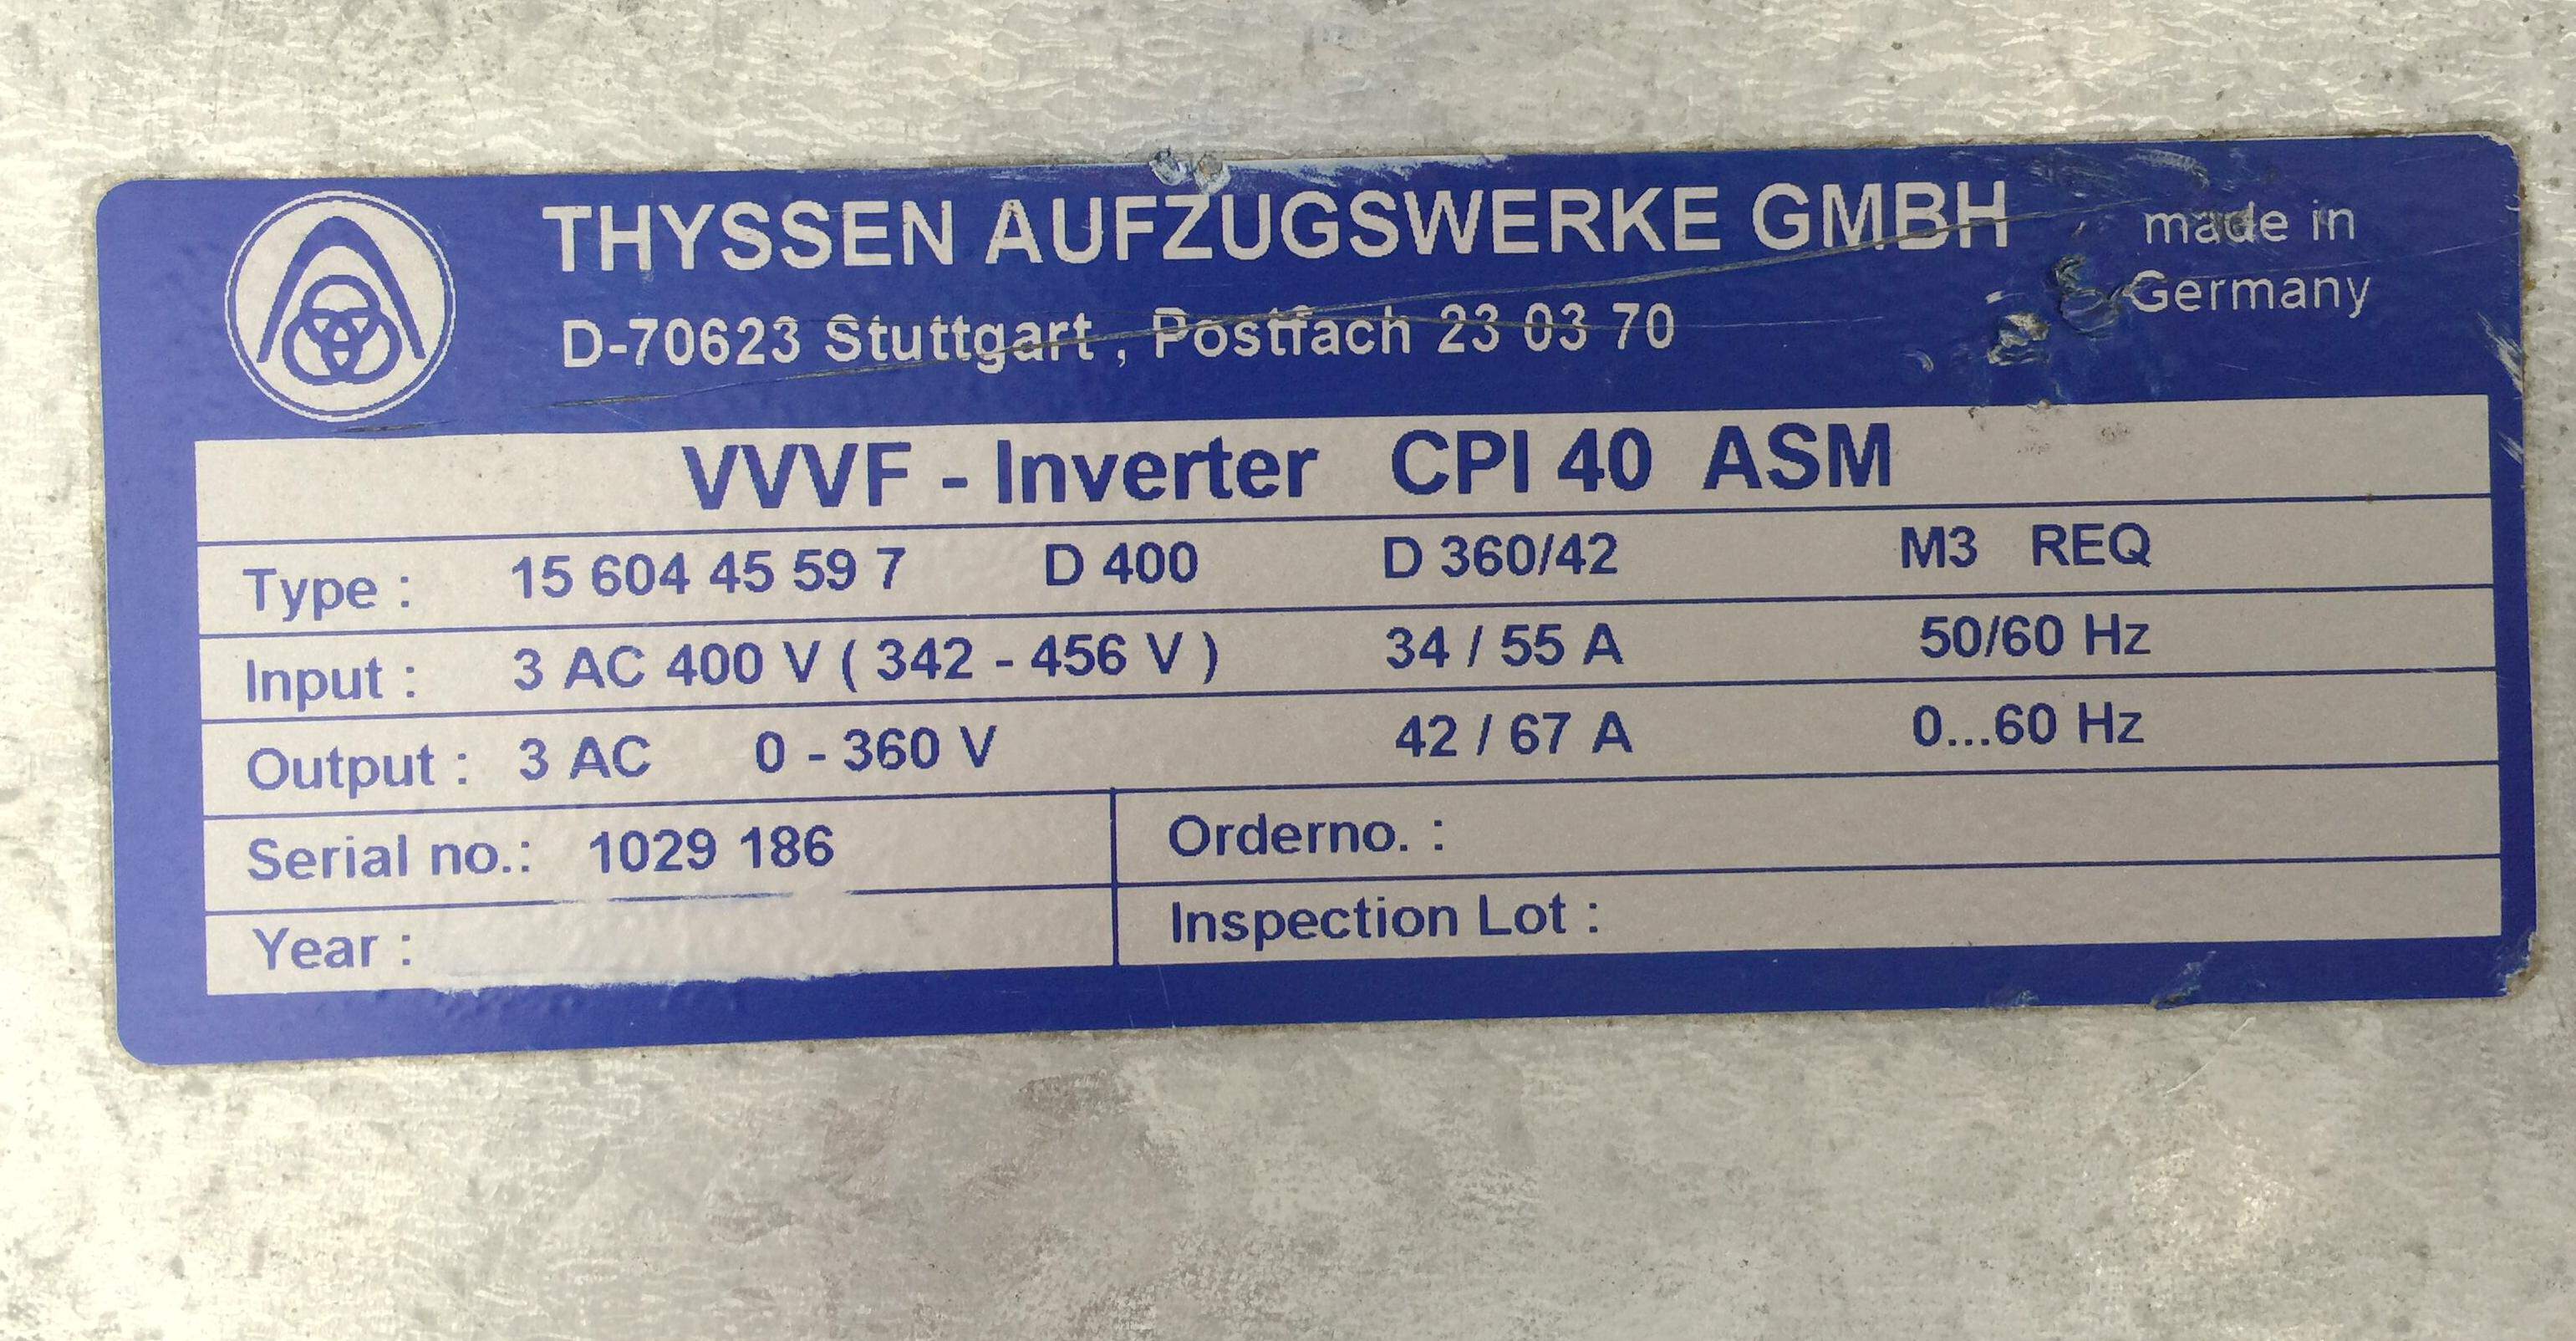 THYSSEN AUFZUGSWERKE GMBH
made in
Germany
D-70623 Stuttgart , Postfach 23 03 70
VVVF - Inverter CPI 40 ASM
Type : 15 604 45 59 7 D 400 D 360/42 M3 REQ
Input : 3 AC 400 V ( 342 - 456 V ) 34 / 55 A 50/60 Hz
Output : 3 AC 0 - 360 V 42 / 67 A 0...60 Hz
Serial no.: 1029 186
Orderno. :
Year :
Inspection Lot :